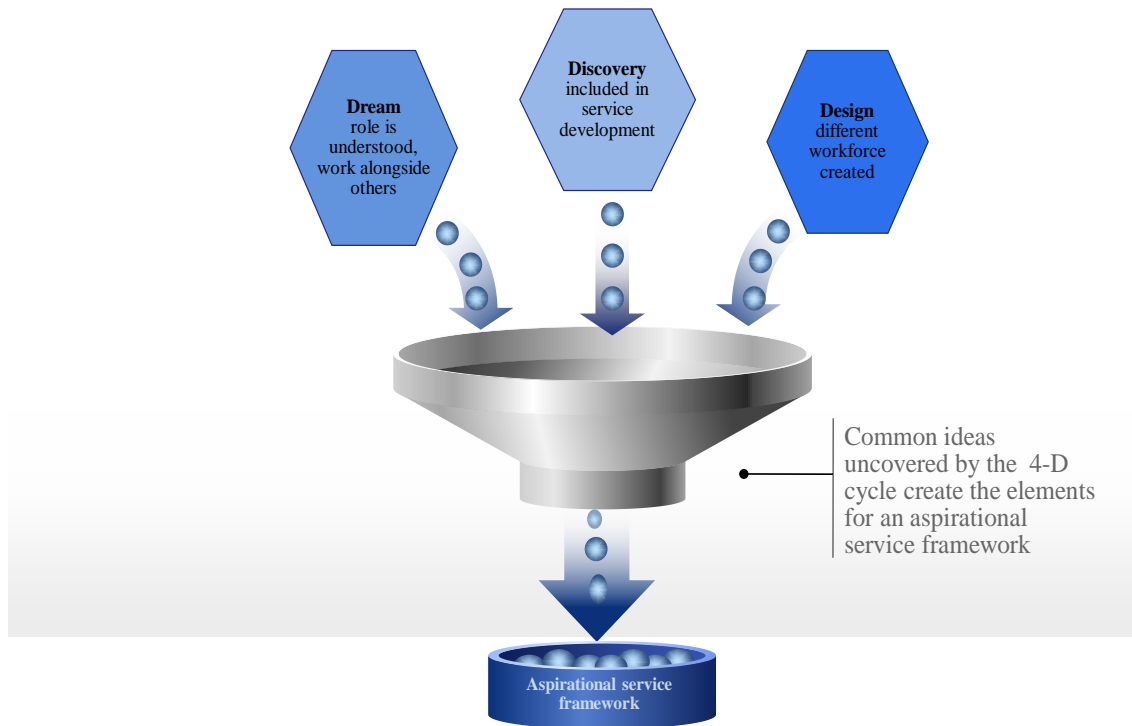 Dream
role is
understood,
work alongside
others
Discovery
included in
service
development
Design
different
workforce
created
Common ideas
uncovered by the 4-D
cycle create the elements
for an aspirational
service framework
Aspirational service
framework